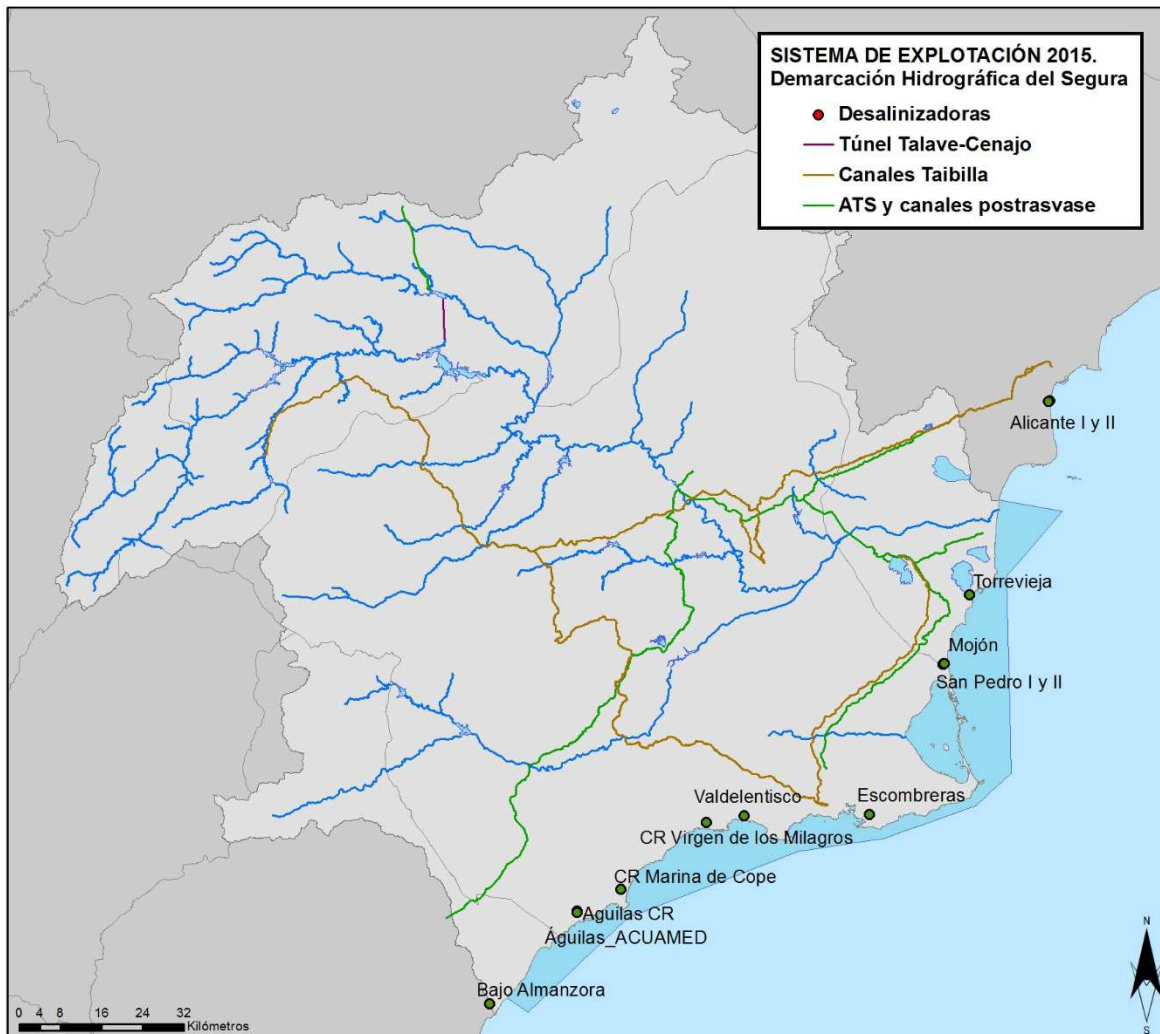 SISTEMA DE EXPLOTACIÓN 2015.
Demarcación Hidrográfica del Segura
Desalinizadoras
Túnel Talave-Cenajo
Canales Taibilla
ATS y canales postrasvase
Alicante I y II
Torrevieja
Mojón
San Pedro I y II
Escombreras
Valdelentisco
CR Virgen de los Milagros
CR Marina de Cope
Aguilas CR
Águilas_ACUAMED
Bajo Almanzora
0 4 8 16 24 32
Kilómetros
N
S